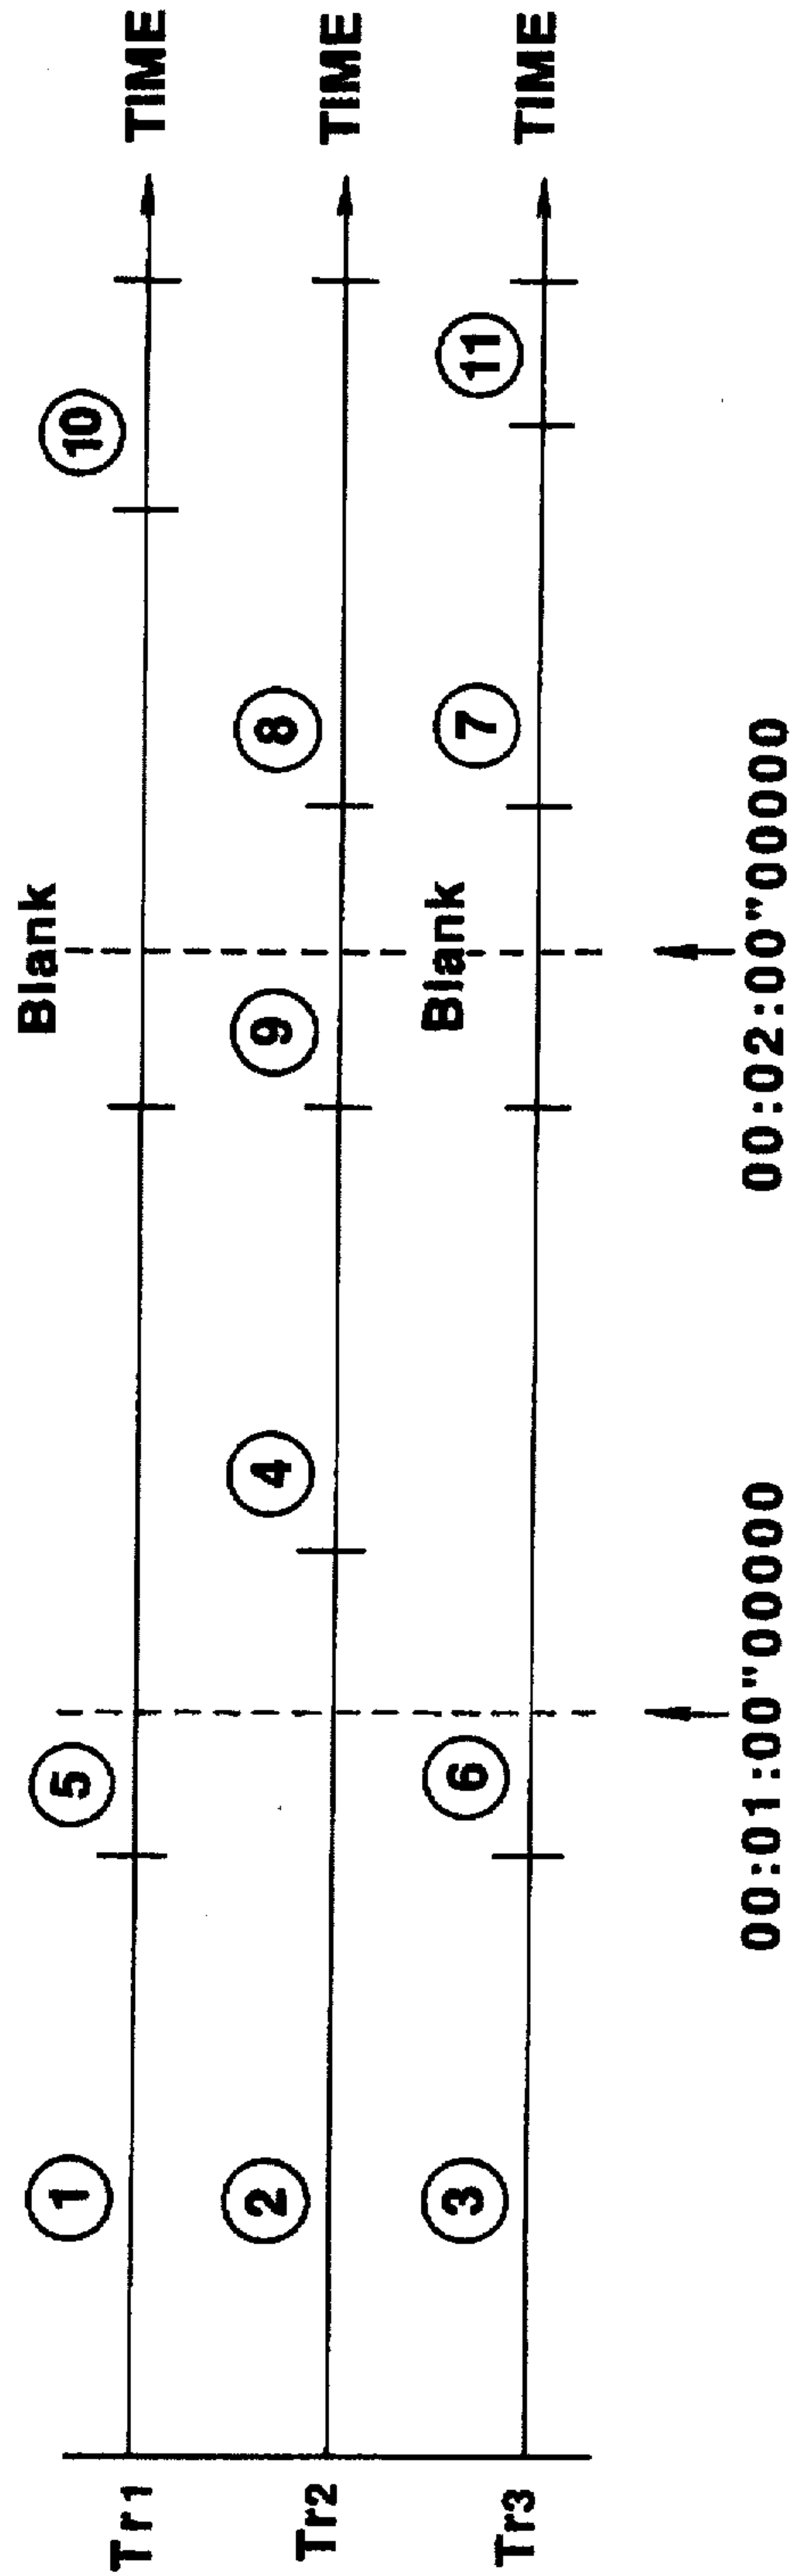 Blank
Tr1 ① ⑤ ⑩ TIME
Tr2 ② ④ ⑨ ⑧ TIME
Blank
Tr3 ③ ⑥ ⑦ ⑪ TIME
00:01:00"00000 00:02:00"00000